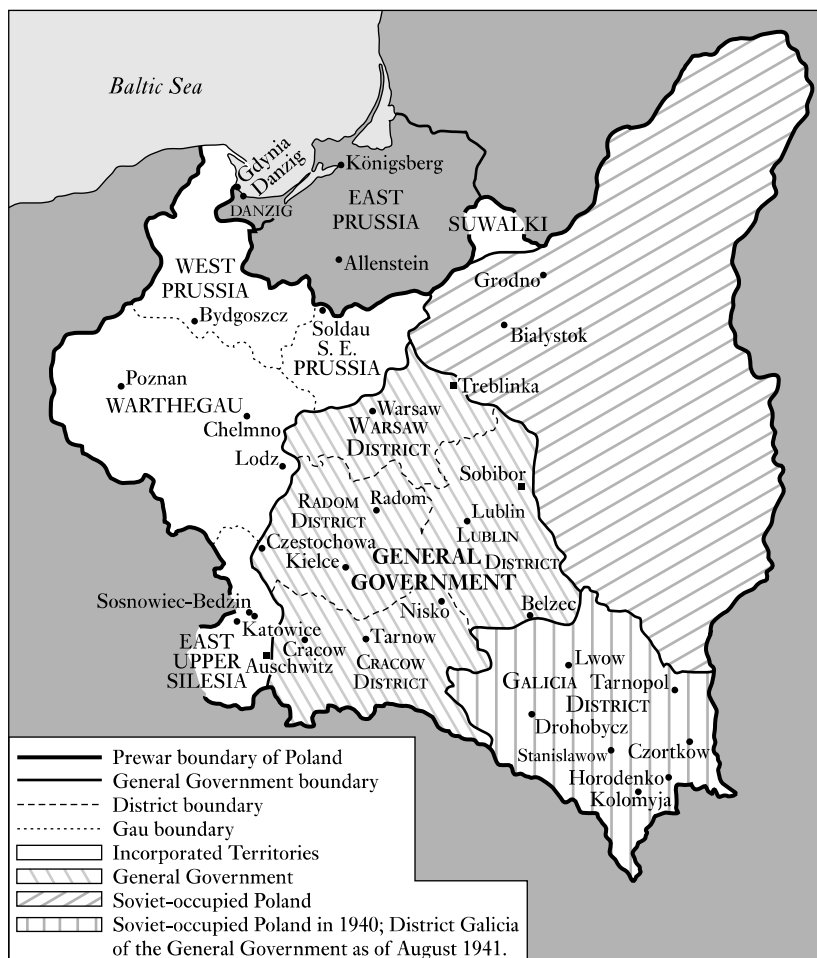 Baltic Sea
Gdynia
Danzig
DANZIG
Königsberg
EAST
PRUSSIA
Allenstein
SUWALKI
Grodno
Bialystok
WEST
PRUSSIA
Bydgoszcz
Soldau
S. E.
PRUSSIA
Treblinka
Poznan
WARTHEGAU
Chelmno
Lodz
Warsaw
WARSAW
DISTRICT
Sobibor
Radom
RADOM
DISTRICT
Lublin
LUBLIN
DISTRICT
Czestochowa
Kielce
GENERAL
GOVERNMENT
Nisko
Belzec
Sosnowiec-Bedzin
Katowice
EAST
UPPER
SILESIA
Auschwitz
Cracow
Tarnow
CRACOW
DISTRICT
Lwow
GALICIA
DISTRICT
Tarnopol
Drohobycz
Stanislawow
Czortkow
Horodenko
Kolomyja
Prewar boundary of Poland
General Government boundary
District boundary
Gau boundary
Incorporated Territories
General Government
Soviet-occupied Poland
Soviet-occupied Poland in 1940; District Galicia
of the General Government as of August 1941.